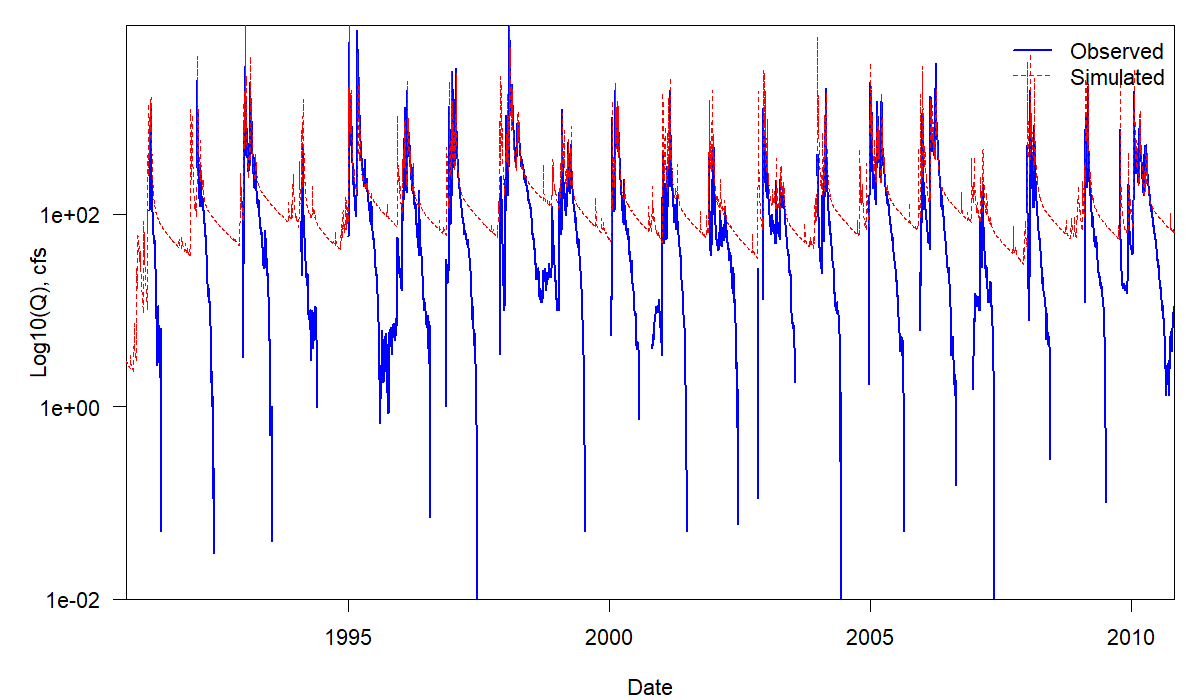 Observed
Simulated
Log10(Q), cfs
1e+02
1e+00
1e-02
1995
2000
2005
2010
Date